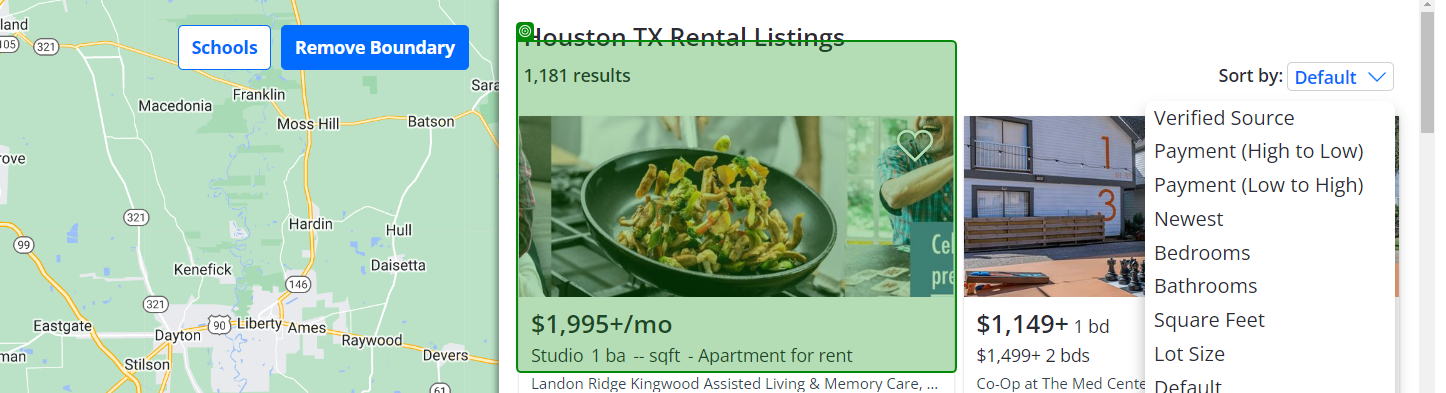 land
105
321
Schools
Remove Boundary
Franklin
Macedonia
Moss Hill
Batson
Sara
rove
321
Hardin
Hull
99
Kenefick
Daisetta
146
321
Eastgate
90
Liberty
Ames
Dayton
Raywood
man
Stilson
Devers
61
Houston TX Rental Listings
1,181 results
Sort by: Default
Verified Source
Payment (High to Low)
Payment (Low to High)
Newest
Bedrooms
Bathrooms
Square Feet
Lot Size
Default
Cel
pre
1
3
$1,995+/mo
Studio 1 ba -- sqft - Apartment for rent
Landon Ridge Kingwood Assisted Living & Memory Care, ...
$1,149+ 1 bd
$1,499+ 2 bds
Co-Op at The Med Cente